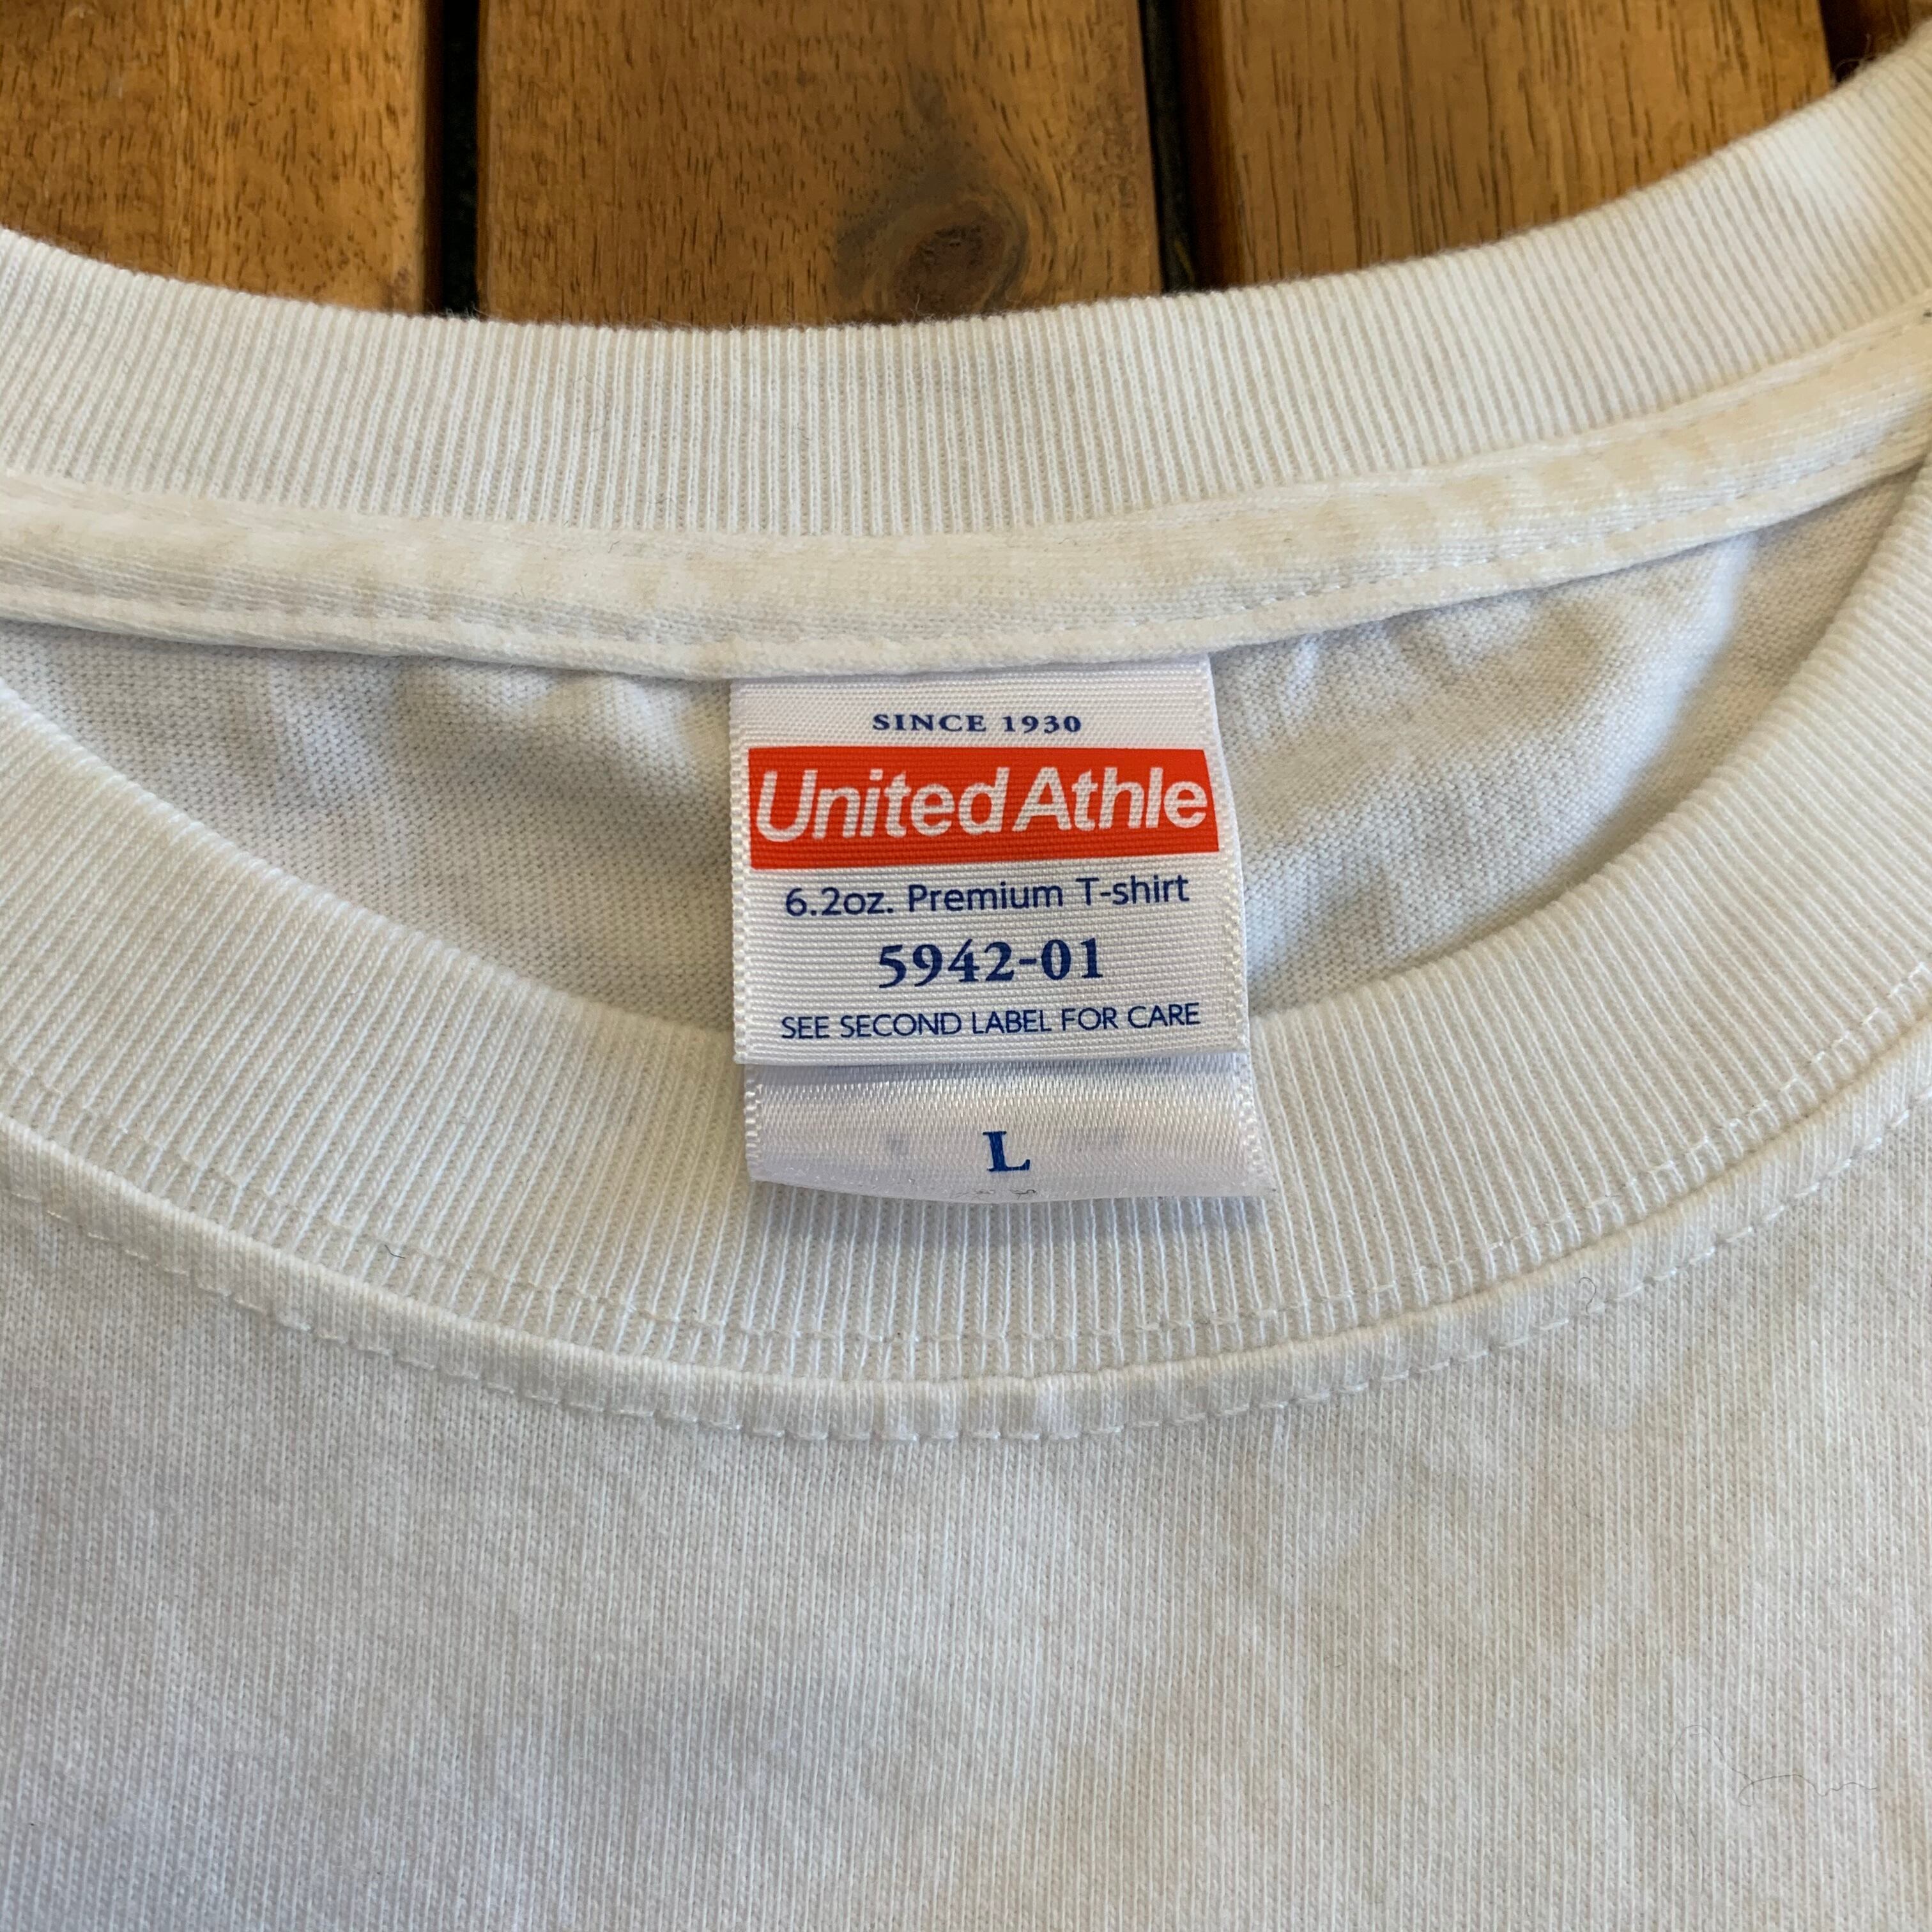 SINCE 1930
United Athle
6.2oz. Premium T-shirt
5942-01
SEE SECOND LABEL FOR CARE
L